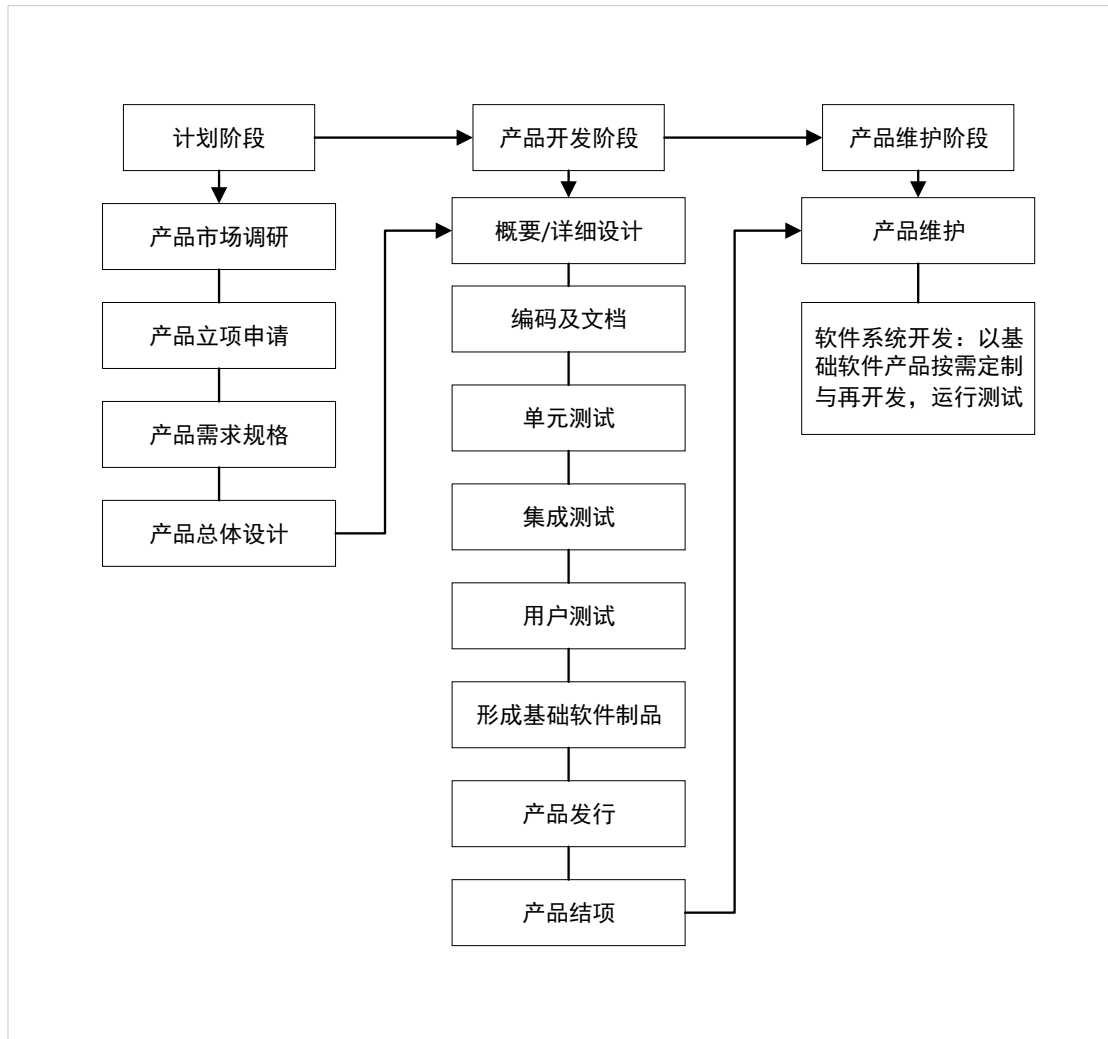 计划阶段
产品开发阶段
产品维护阶段
产品市场调研
产品立项申请
产品需求规格
产品总体设计
概要/详细设计
编码及文档
单元测试
集成测试
用户测试
形成基础软件制品
产品发行
产品结项
产品维护
软件系统开发：以基
础软件产品按需定制
与再开发，运行测试